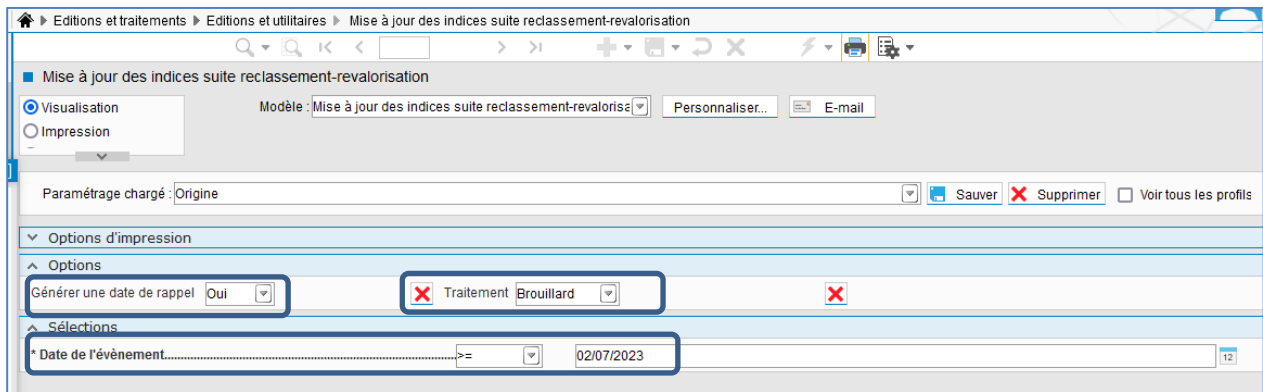 Editions et traitements Editions et utilitaires Mise à jour des indices suite reclassement-revalorisation
Mise à jour des indices suite reclassement-revalorisation
Visualisation Modèle : Mise à jour des indices suite reclassement-revalorisa Personnaliser... E-mail
Impression
Paramétrage chargé : Origine Sauver Supprimer Voir tous les profils
Options d'impression
Options
Générer une date de rappel Oui Traitement Brouillard
Sélections
* Date de l'évènement.......................................................................................>= 02/07/2023 12